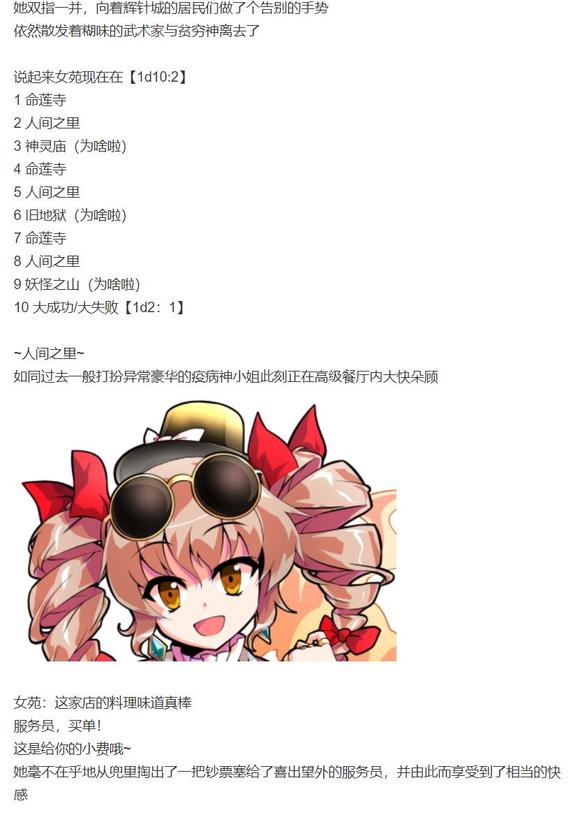 她双指一并，向着辉针城的居民们做了个告别的手势
依然散发着糊味的武术家与贫穷神离去了
说起来女苑现在在【1d10:2】
1 命莲寺
2 人间之里
3 神灵庙（为啥啦）
4 命莲寺
5 人间之里
6 旧地狱（为啥啦）
7 命莲寺
8 人间之里
9 妖怪之山（为啥啦）
10 大成功/大失败【1d2：1】
~人间之里~
如同过去一般打扮异常豪华的疫病神小姐此刻正在高级餐厅内大快朵顾
女苑：这家店的料理味道真棒
服务员，买单！
这是给你的小费哦~
她毫不在乎地从兜里掏出了一把钞票塞给了喜出望外的服务员，并由此而享受到了相当的快
感